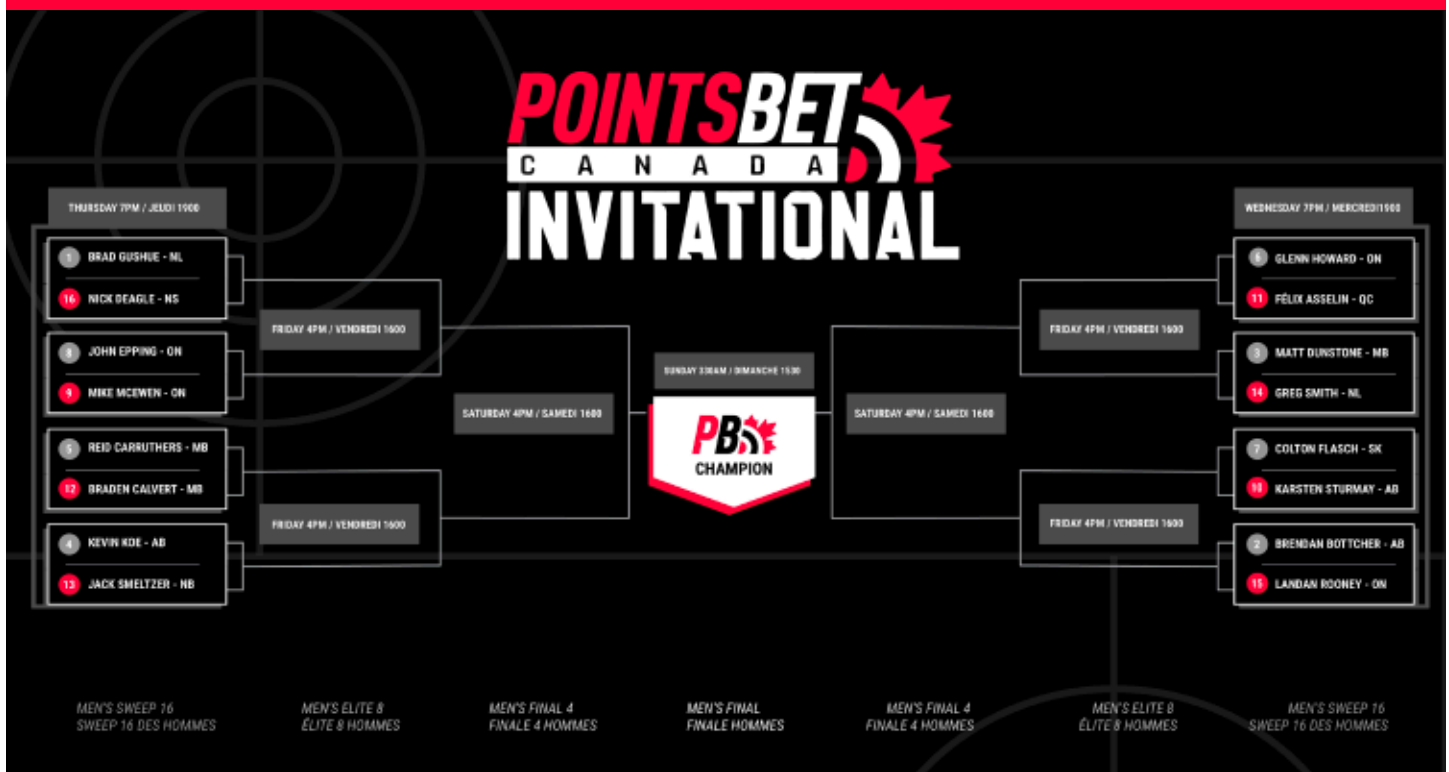 POINTSBET
CANADA
INVITATIONAL
THURSDAY 7PM / JEUDI 1900
1 BRAD GUSHUE - NL
16 NICK DEAGLE - NS
8 JOHN EPPING - ON
9 MIKE MCEWEN - ON
5 REID CARRUTHERS - MB
12 BRADEN CALVERT - MB
4 KEVIN KOE - AB
13 JACK SMELTZER - NB
FRIDAY 4PM / VENDREDI 1600
FRIDAY 4PM / VENDREDI 1600
SATURDAY 4PM / SAMEDI 1600
SUNDAY 330AM / DIMANCHE 1530
PB
CHAMPION
SATURDAY 4PM / SAMEDI 1600
FRIDAY 4PM / VENDREDI 1600
FRIDAY 4PM / VENDREDI 1600
WEDNESDAY 7PM / MERCREDI1900
6 GLENN HOWARD - ON
11 FÉLIX ASSELIN - QC
3 MATT DUNSTONE - MB
14 GREG SMITH - NL
7 COLTON FLASCH - SK
10 KARSTEN STURMAY - AB
2 BRENDAN BOTTCHER - AB
15 LANDAN ROONEY - ON
MEN'S SWEEP 16
SWEEP 16 DES HOMMES
MEN'S ELITE 8
ÉLITE 8 HOMMES
MEN'S FINAL 4
FINALE 4 HOMMES
MEN'S FINAL
FINALE HOMMES
MEN'S FINAL 4
FINALE 4 HOMMES
MEN'S ELITE 8
ÉLITE 8 HOMMES
MEN'S SWEEP 16
SWEEP 16 DES HOMMES